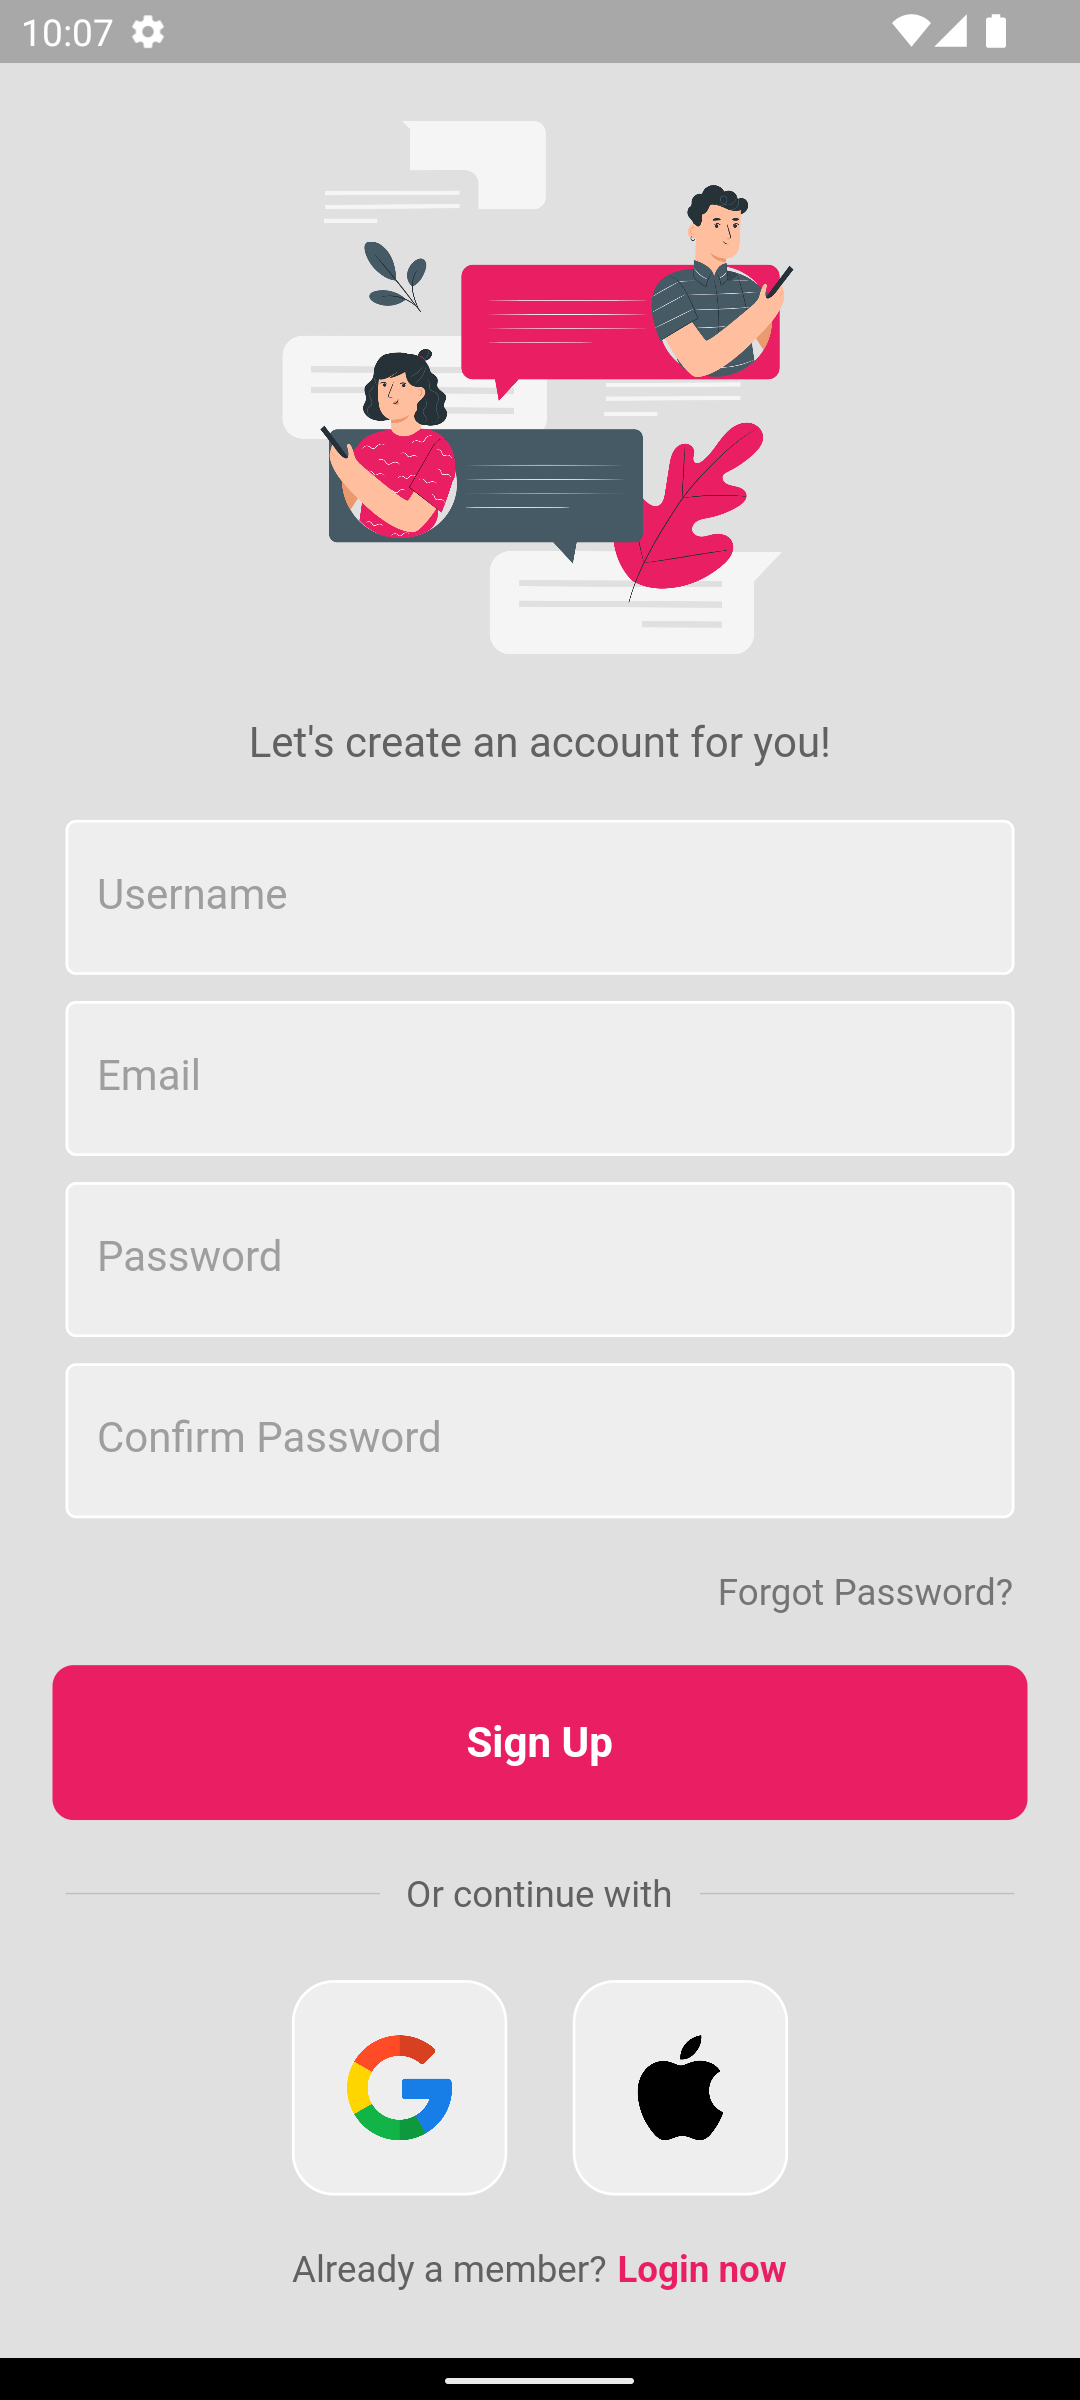 10:07
Let's create an account for you!
Username
Email
Password
Confirm Password
Forgot Password?
Sign Up
Or continue with
Already a member? Login now